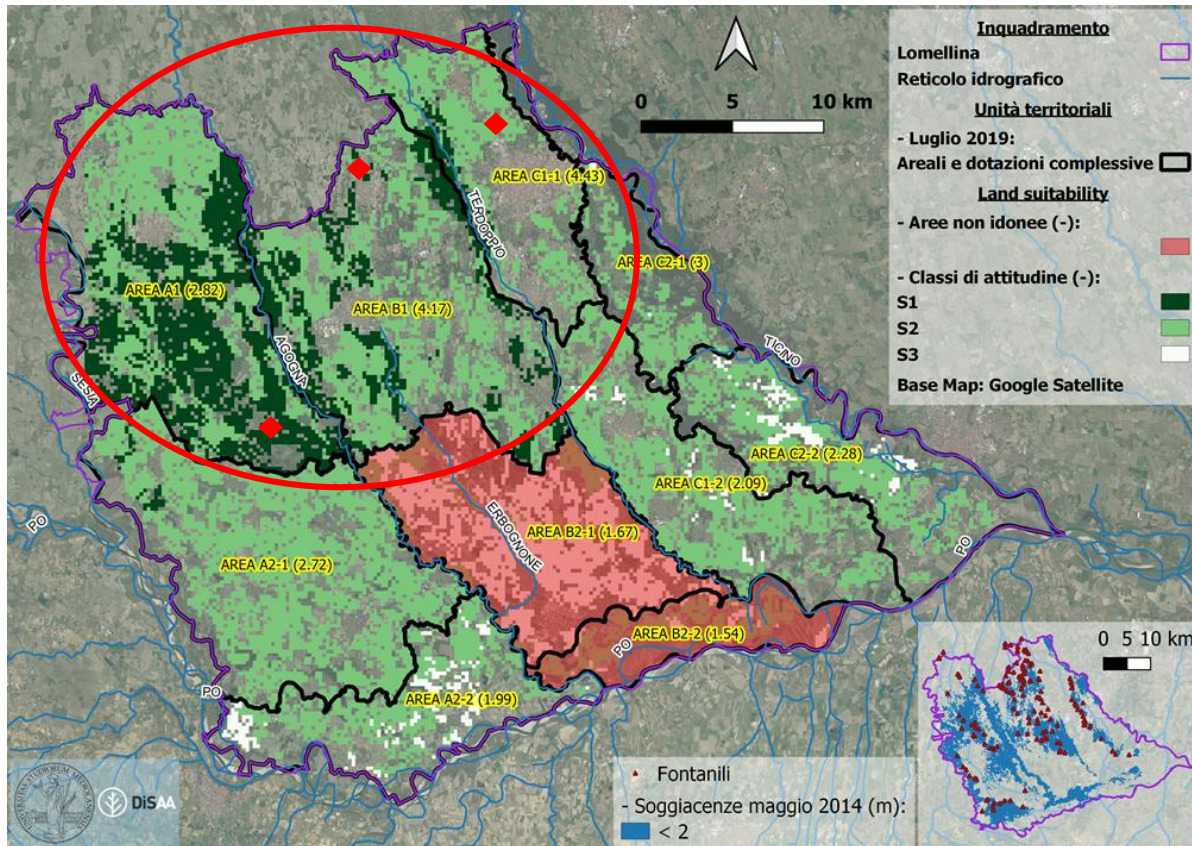 Inquadramento
Lomellina
Reticolo idrografico
Unità territoriali
- Luglio 2019:
Areali e dotazioni complessive
Land suitability
- Aree non idonee (-):
- Classi di attitudine (-):
S1
S2
S3
Base Map: Google Satellite
0 5 10 km
AREA C1-1 (4.43)
TERDOPPIO
AREA C2-1 (3)
AREA A1 (2.82)
AREA B1 (4.17)
AGOGNA
TICINO
SESIA
AREA C2-2 (2.28)
AREA C1-2 (2.09)
PO
ERBOGNONE
AREA B2-1 (1.67)
PO
AREA A2-1 (2.72)
AREA B2-2 (1.54)
PO
PO
AREA A2-2 (1.99)
0 5 10 km
DiSAA
Fontanili
- Soggiacenze maggio 2014 (m):
< 2